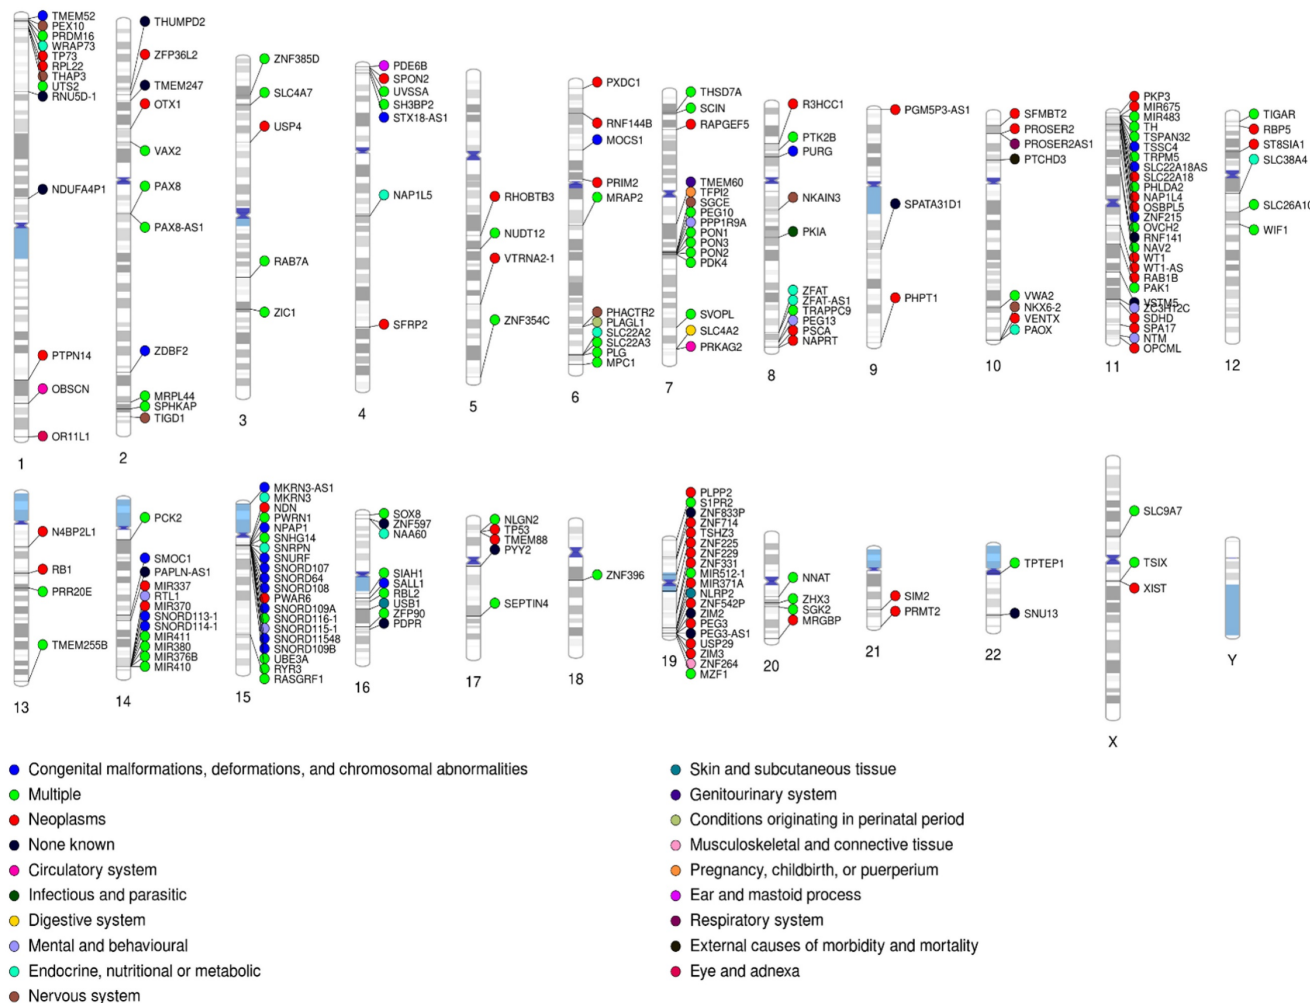 TMEM52
PEX10
PRDM16
WRAP73
TP73
RPL22
THAP3
UTS2
RNU5D-1
NDUFA4P1
PTPN14
OBSCN
OR11L1
1
THUMPD2
ZFP36L2
TMEM247
OTX1
VAX2
PAX8
PAX8-AS1
ZDBF2
MRPL44
SPHKAP
TIGD1
2
ZNF385D
SLC4A7
USP4
RAB7A
ZIC1
3
PDE6B
SPON2
UVSSA
SH3BP2
STX18-AS1
NAP1L5
SFRP2
4
RHOBTB3
NUDT12
VTRNA2-1
ZNF354C
5
PXDC1
RNF144B
MOCS1
PRIM2
MRAP2
PHACTR2
PLAGL1
SLC22A2
SLC22A3
PLG
MPC1
6
THSD7A
SCIN
RAPGEF5
TMEM60
TFPI2
SGCE
PEG10
PPP1R9A
PON1
PON3
PON2
PDK4
SVOPL
SLC4A2
PRKAG2
7
R3HCC1
PTK2B
PURG
NKAIN3
PKIA
ZFAT
ZFAT-AS1
TRAPPC9
PEG13
PSCA
NAPRT
8
PGM5P3-AS1
SPATA31D1
PHPT1
9
SFMBT2
PROSER2
PROSER2AS1
PTCHD3
VWA2
NKX6-2
VENTX
PAOX
10
PKP3
MIR675
MIR483
TH
TSPAN32
TSSC4
TRPM5
SLC22A18AS
SLC22A18
PHLDA2
NAP1L4
OSBPL5
ZNF215
OVCH2
RNF141
NAV2
WT1
WT1-AS
RAB1B
PAK1
VSTM5
ZC3H12C
SDHD
SPA17
NTM
OPCML
11
TIGAR
RBP5
ST8SIA1
SLC38A4
SLC26A10
WIF1
12
N4BP2L1
RB1
PRR20E
TMEM255B
13
PCK2
SMOC1
PAPLN-AS1
MIR337
RTL1
MIR370
SNORD113-1
SNORD114-1
MIR411
MIR380
MIR376B
MIR410
14
MKRN3-AS1
MKRN3
NDN
PWRN1
NPAP1
SNHG14
SNRPN
SNURF
SNORD107
SNORD64
SNORD108
PWAR6
SNORD109A
SNORD116-1
SNORD115-1
SNORD11548
SNORD109B
UBE3A
RYR3
RASGRF1
15
SOX8
ZNF597
NAA60
SIAH1
SALL1
RBL2
USB1
ZFP90
PDPR
16
NLGN2
TP53
TMEM88
PYY2
SEPTIN4
17
ZNF396
18
PLPP2
S1PR2
ZNF833P
ZNF714
TSHZ3
ZNF225
ZNF229
ZNF331
MIR512-1
MIR371A
NLRP2
ZNF542P
ZIM2
PEG3
PEG3-AS1
USP29
ZIM3
ZNF264
MZF1
19
NNAT
ZHX3
SGK2
MRGBP
20
SIM2
PRMT2
21
TPTEP1
SNU13
22
SLC9A7
TSIX
XIST
X
Y
Congenital malformations, deformations, and chromosomal abnormalities
Multiple
Neoplasms
None known
Circulatory system
Infectious and parasitic
Digestive system
Mental and behavioural
Endocrine, nutritional or metabolic
Nervous system
Skin and subcutaneous tissue
Genitourinary system
Conditions originating in perinatal period
Musculoskeletal and connective tissue
Pregnancy, childbirth, or puerperium
Ear and mastoid process
Respiratory system
External causes of morbidity and mortality
Eye and adnexa